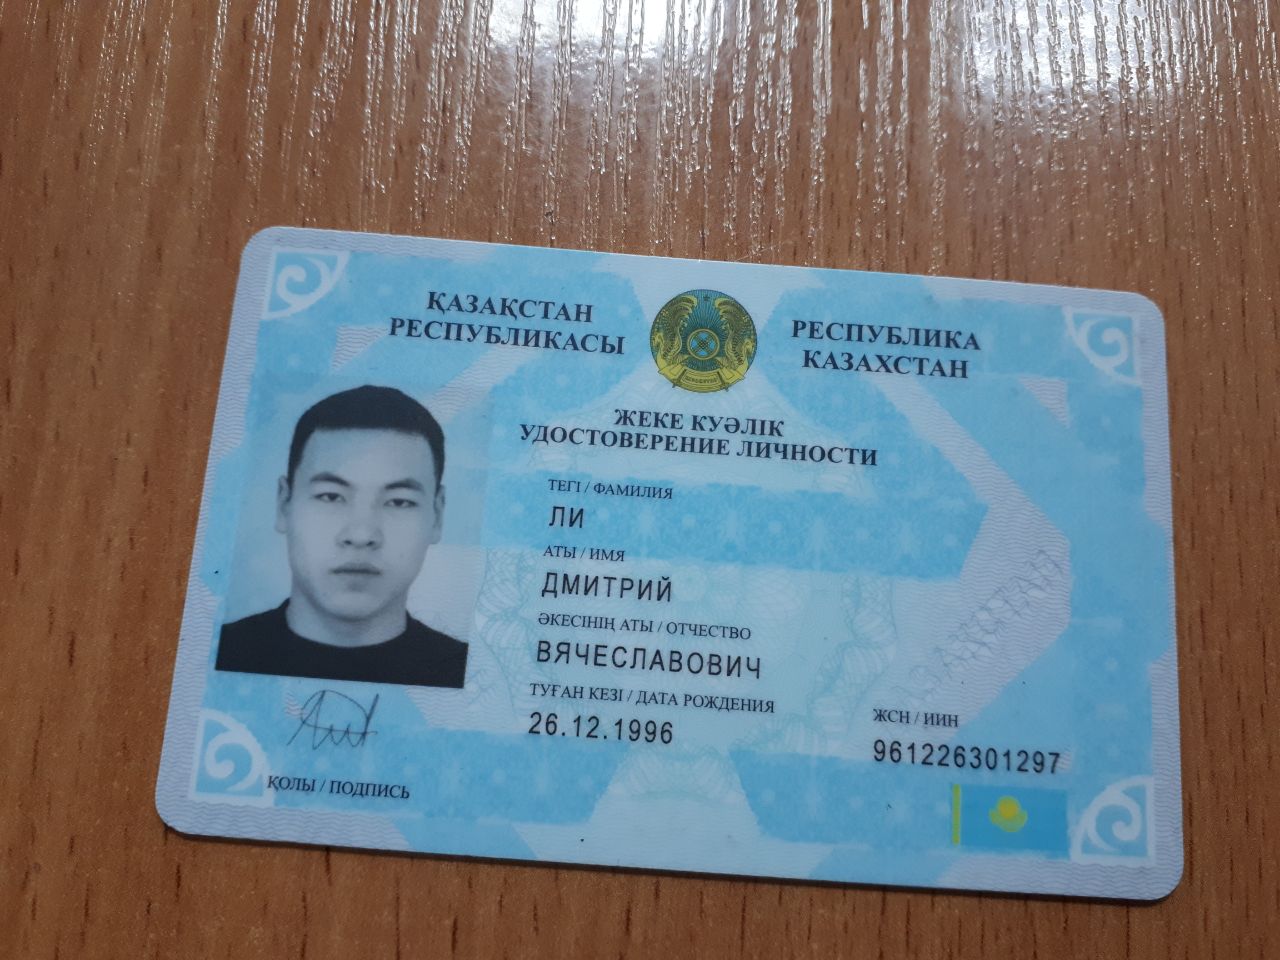 ҚАЗАҚСТАН
РЕСПУБЛИКАСЫ
РЕСПУБЛИКА
КАЗАХСТАН
ЖЕКЕ КУӘЛІК
УДОСТОВЕРЕНИЕ ЛИЧНОСТИ
ТЕГІ / ФАМИЛИЯ
ЛИ
АТЫ / ИМЯ
ДМИТРИЙ
ӘКЕСІНІҢ АТЫ / ОТЧЕСТВО
ВЯЧЕСЛАВОВИЧ
ТУҒАН КЕЗІ / ДАТА РОЖДЕНИЯ
26.12.1996
ЖСН / ИИН
961226301297
ҚОЛЫ / ПОДПИСЬ